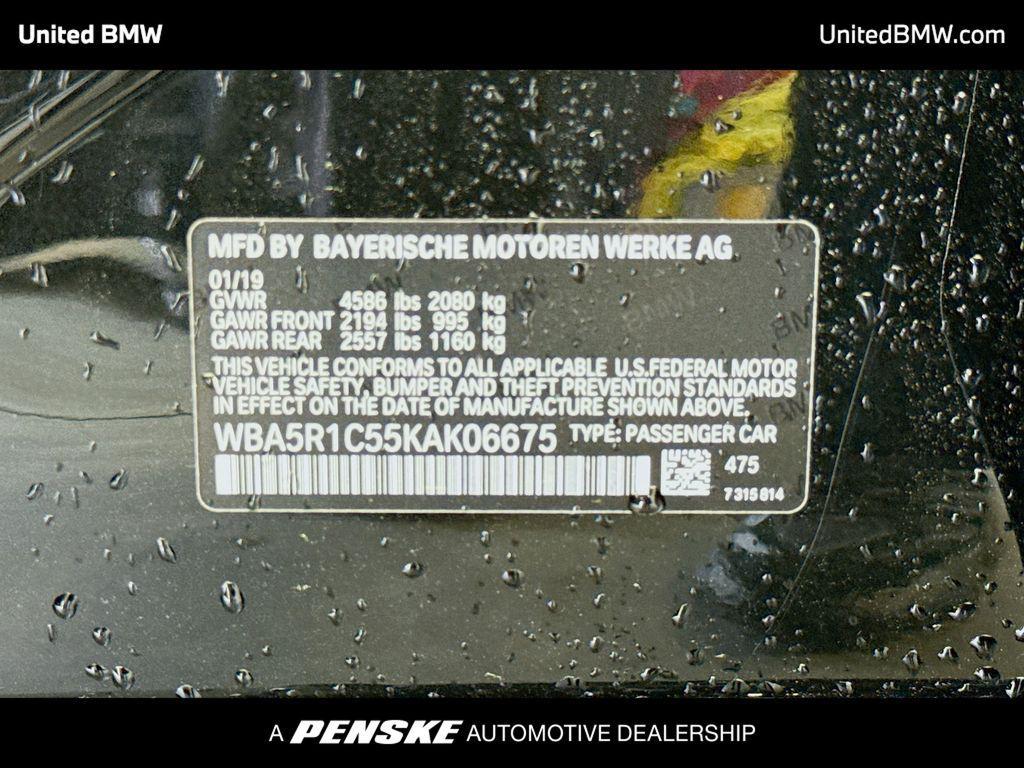 United BMW
UnitedBMW.com
MFD BY BAYERISCHE MOTOREN WERKE AG
01/19
GVWR 4586 lbs 2080 kg
GAWR FRONT 2194 lbs 995 kg
GAWR REAR 2557 lbs 1160 kg
THIS VEHICLE CONFORMS TO ALL APPLICABLE U.S.FEDERAL MOTOR
VEHICLE SAFETY, BUMPER AND THEFT PREVENTION STANDARDS
IN EFFECT ON THE DATE OF MANUFACTURE SHOWN ABOVE.
WBA5R1C55KAK06675 TYPE: PASSENGER CAR
475
7315814
A PENSKE AUTOMOTIVE DEALERSHIP